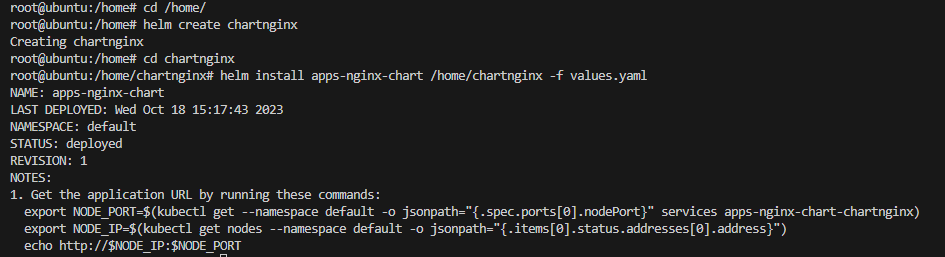 root@ubuntu:/home# cd /home/
root@ubuntu:/home# helm create chartnginx
Creating chartnginx
root@ubuntu:/home# cd chartnginx
root@ubuntu:/home/chartnginx# helm install apps-nginx-chart /home/chartnginx -f values.yaml
NAME: apps-nginx-chart
LAST DEPLOYED: Wed Oct 18 15:17:43 2023
NAMESPACE: default
STATUS: deployed
REVISION: 1
NOTES:
1. Get the application URL by running these commands:
  export NODE_PORT=$(kubectl get --namespace default -o jsonpath="{.spec.ports[0].nodePort}" services apps-nginx-chart-chartnginx)
  export NODE_IP=$(kubectl get nodes --namespace default -o jsonpath="{.items[0].status.addresses[0].address}")
  echo http://$NODE_IP:$NODE_PORT